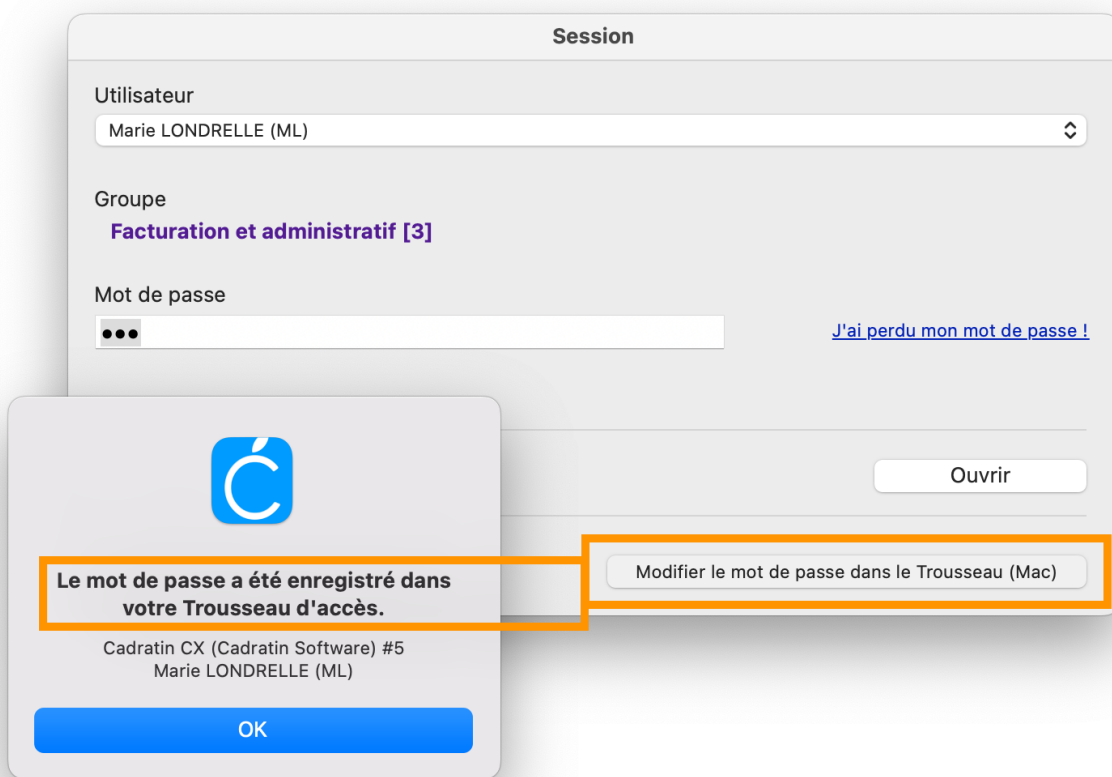 Session
Utilisateur
Marie LONDRELLE (ML)
Groupe
Facturation et administratif [3]
Mot de passe
•••
J'ai perdu mon mot de passe !
Ouvrir
Modifier le mot de passe dans le Trousseau (Mac)
Le mot de passe a été enregistré dans
votre Trousseau d'accès.
Cadratin CX (Cadratin Software) #5
Marie LONDRELLE (ML)
OK